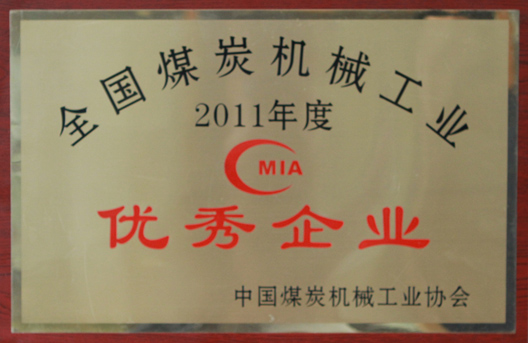 全国煤炭机械工业
2011年度
CMIA
优秀企业
中国煤炭机械工业协会